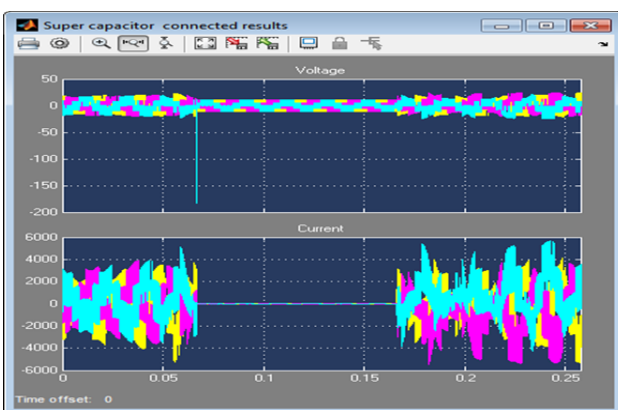 Super capacitor connected results
Voltage
50
0
-50
-100
-150
-200
Current
6000
4000
2000
0
-2000
-4000
-6000
0 0.05 0.1 0.15 0.2 0.25
Time offset: 0